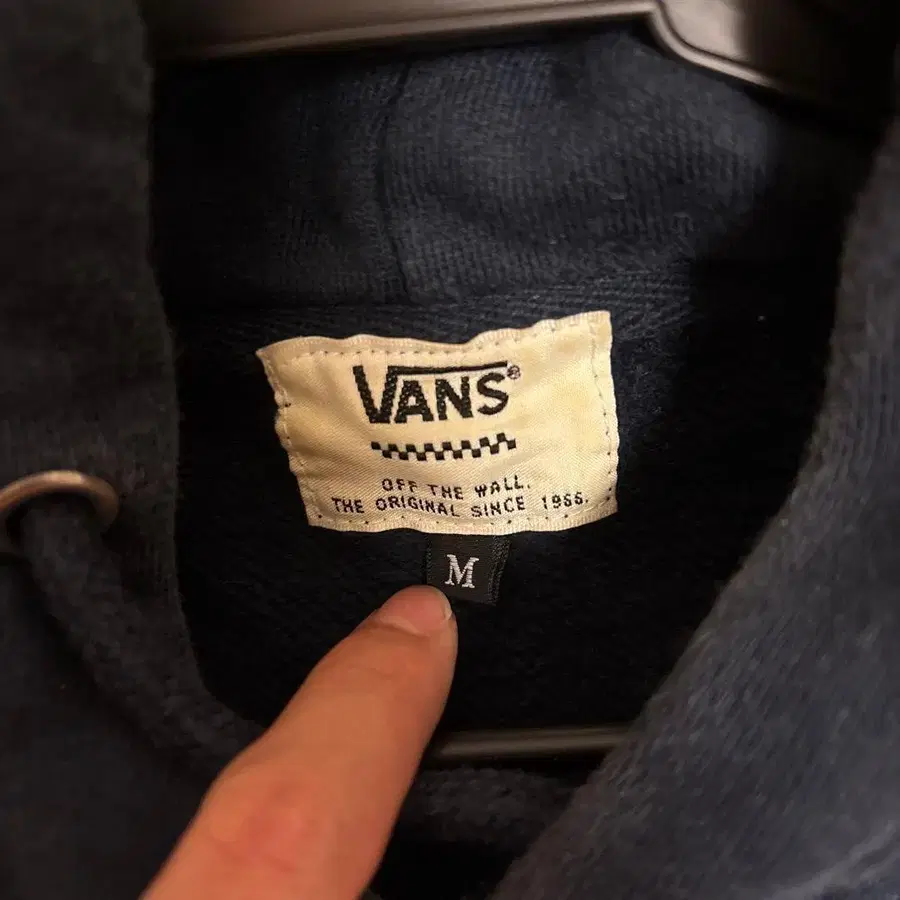 VANS®
OFF THE WALL.
THE ORIGINAL SINCE 1966.
M